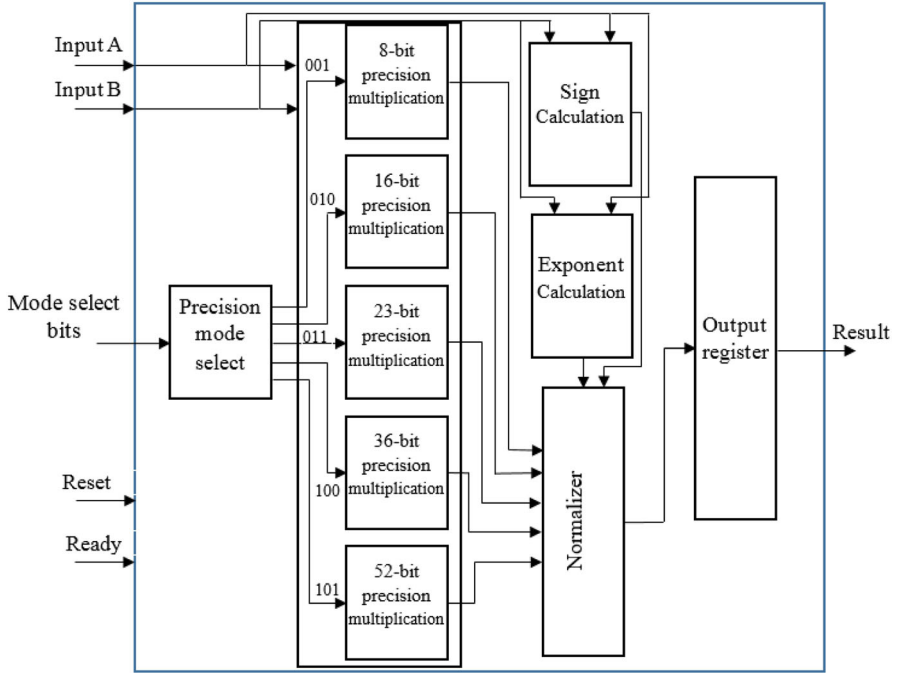 Input A
Input B
Mode select
bits
Reset
Ready
Precision
mode
select
001
010
011
100
101
8-bit
precision
multiplication
16-bit
precision
multiplication
23-bit
precision
multiplication
36-bit
precision
multiplication
52-bit
precision
multiplication
Sign
Calculation
Exponent
Calculation
Normalizer
Output
register
Result